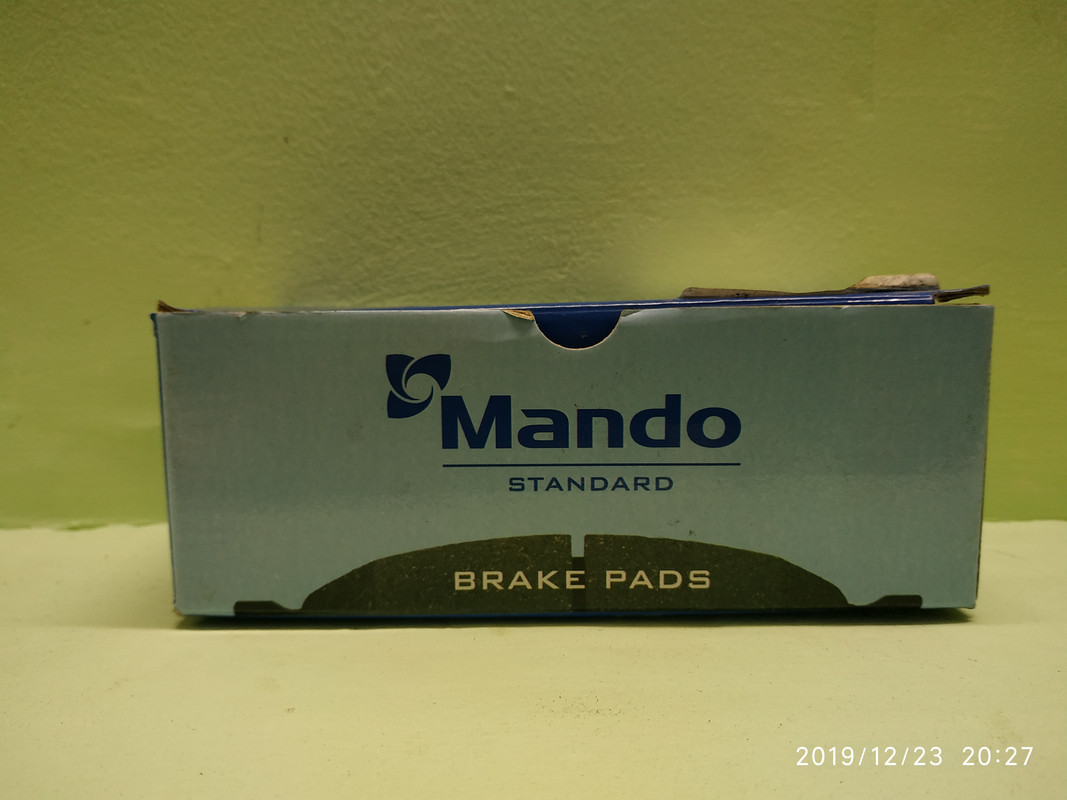 Mando
STANDARD
BRAKE PADS
2019/12/23 20:27